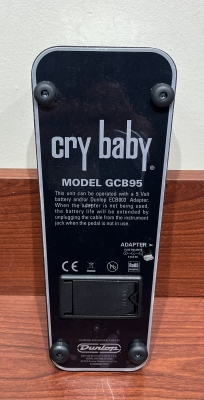 cry baby®
MODEL GCB95
This unit can be operated with a 9 Volt
battery and/or Dunlop ECB003 Adapter.
When the adapter is not being used,
the battery life will be extended by
unplugging the cable from the instrument
jack when the pedal is not in use.
ADAPTER
CE
Dunlop